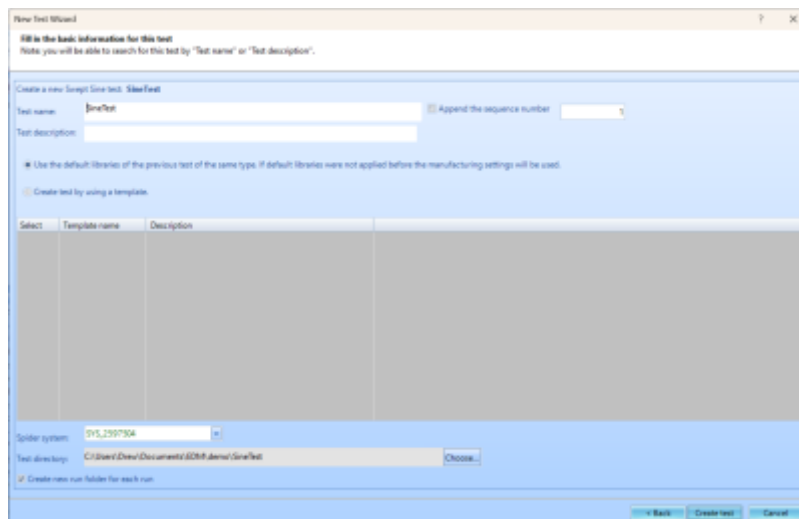 New Test Wizard
Fill in the basic information for this test
Note: you will be able to search for this test by "Test name" or "Test description".
Create a new Swept Sine test: SineTest
Test name: SineTest Append the sequence number 1
Test description:
Use the default libraries of the previous test of the same type. If default libraries were not applied before the manufacturing settings will be used.
Create test by using a template.
Select Template name Description
Spider system:
Test directory: C:\Users\Drew\Documents\EDM\demo\SineTest Choose...
Create new run folder for each run
< Back Create test Cancel